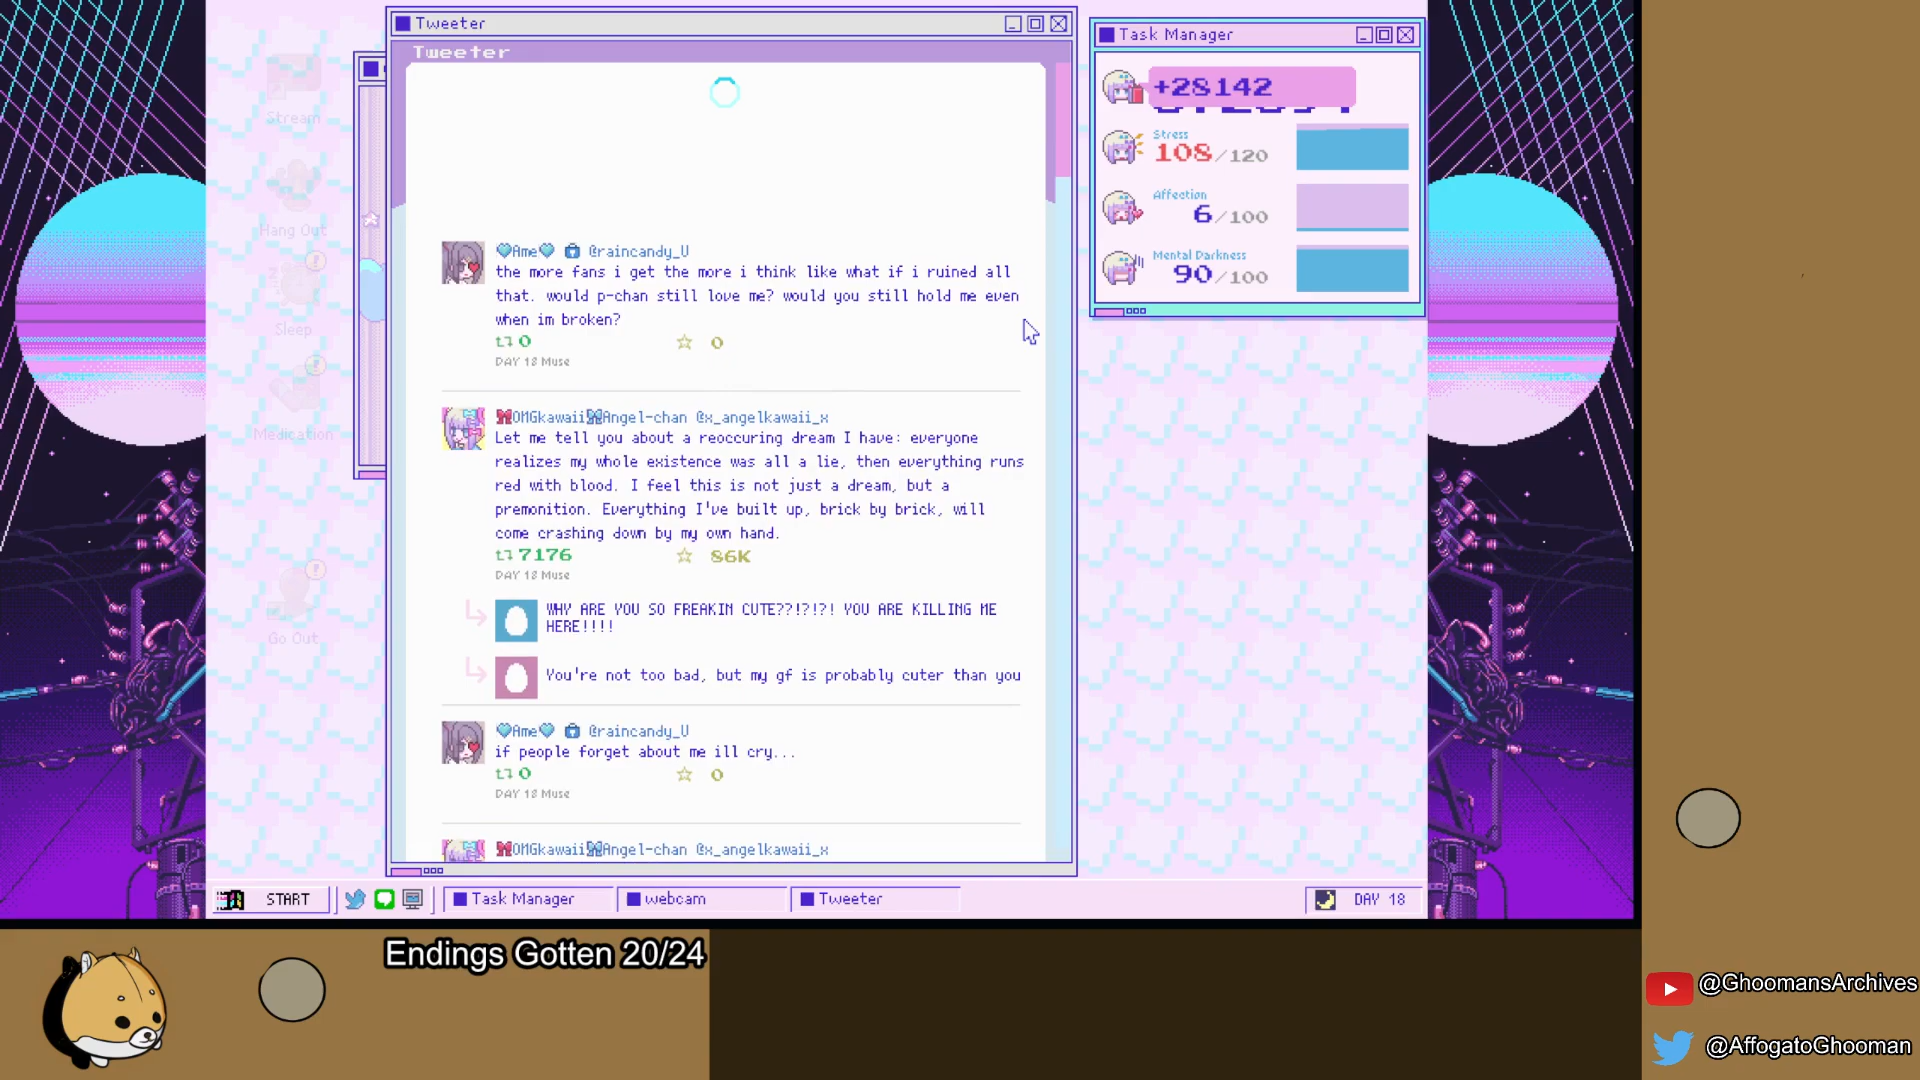 Tweeter
Task Manager
Tweeter
+28142
Stream
Stress
108/120
Affection
6/100
Hang Out
Ame @raincandy_U
the more fans i get the more i think like what if i ruined all
that. would p-chan still love me? would you still hold me even
when im broken?
0 0
DAY 18 Muse
Mental Darkness
90/100
Sleep
Medication
OMGkawaiiAngel-chan @x_angelkawaii_x
Let me tell you about a reoccuring dream I have: everyone
realizes my whole existence was all a lie, then everything runs
red with blood. I feel this is not just a dream, but a
premonition. Everything I've built up, brick by brick, will
come crashing down by my own hand.
7176 86K
DAY 18 Muse
WHY ARE YOU SO FREAKIN CUTE??!?!?! YOU ARE KILLING ME
HERE!!!!
Go Out
You're not too bad, but my gf is probably cuter than you
Ame @raincandy_U
if people forget about me ill cry...
0 0
DAY 18 Muse
OMGkawaiiAngel-chan @x_angelkawaii_x
START
Task Manager
webcam
Tweeter
DAY 18
Endings Gotten 20/24
@GhoomansArchives
@AffogatoGhooman